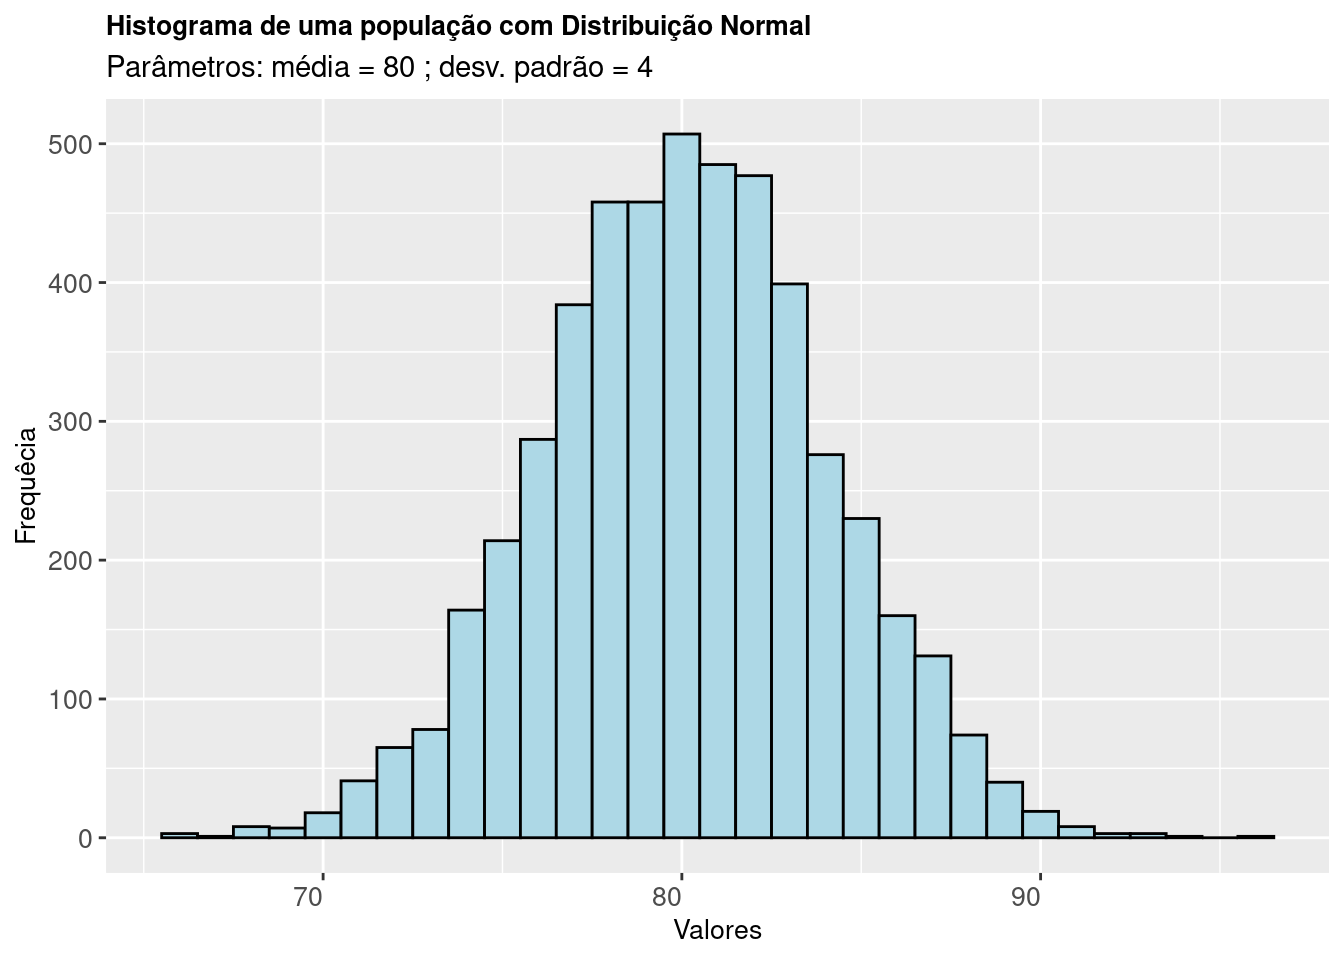 Histograma de uma população com Distribuição Normal
Parâmetros: média = 80 ; desv. padrão = 4
500
400
300
200
100
0
Frequêcia
70 80 90
Valores